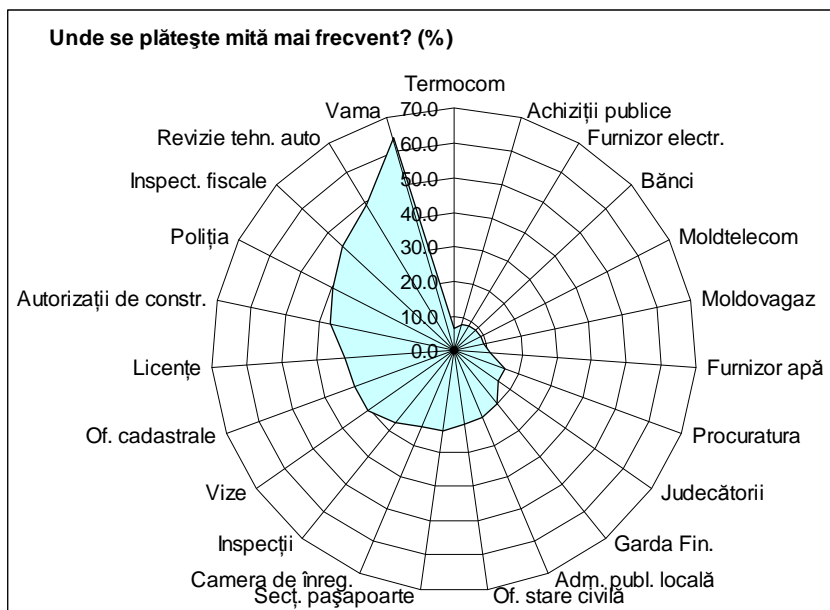 Unde se plăteşte mită mai frecvent? (%)
Termocom
Achiziţii publice
Furnizor electr.
Bănci
Moldtelecom
Moldovagaz
Furnizor apă
Procuratura
Judecătorii
Garda Fin.
Adm. publ. locală
Of. stare civilă
Secţ. paşapoarte
Camera de înreg.
Inspecţii
Vize
Of. cadastrale
Licenţe
Autorizaţii de constr.
Poliţia
Inspect. fiscale
Revizie tehn. auto
Vama
70.0
60.0
50.0
40.0
30.0
20.0
10.0
0.0